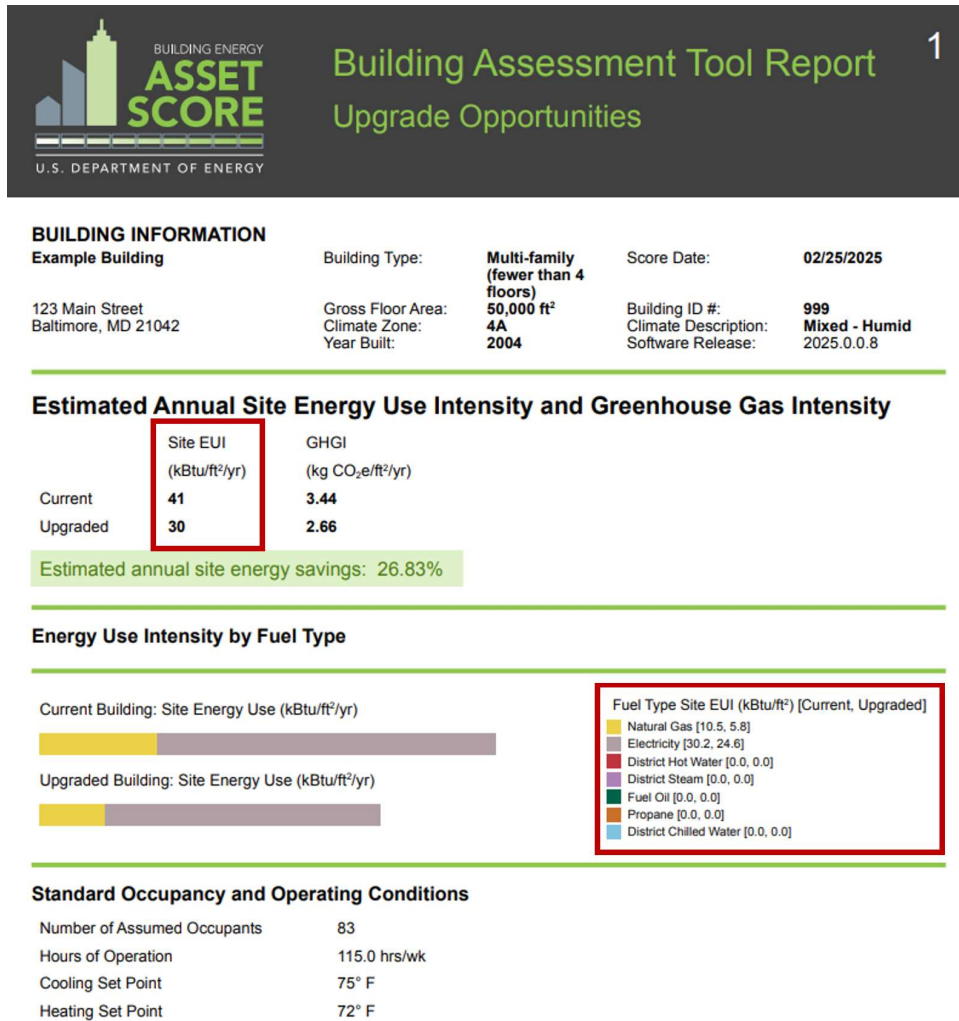 BUILDING ENERGY
ASSET
SCORE
U.S. DEPARTMENT OF ENERGY
Building Assessment Tool Report
Upgrade Opportunities
1
BUILDING INFORMATION
Example Building
123 Main Street
Baltimore, MD 21042
Building Type: Multi-family
(fewer than 4
floors)
Gross Floor Area: 50,000 ft²
Climate Zone: 4A
Year Built: 2004
Score Date: 02/25/2025
Building ID #: 999
Climate Description: Mixed - Humid
Software Release: 2025.0.0.8
Estimated Annual Site Energy Use Intensity and Greenhouse Gas Intensity
Site EUI GHGI
(kBtu/ft²/yr) (kg CO₂e/ft²/yr)
Current 41 3.44
Upgraded 30 2.66
Estimated annual site energy savings: 26.83%
Energy Use Intensity by Fuel Type
Current Building: Site Energy Use (kBtu/ft²/yr)
Upgraded Building: Site Energy Use (kBtu/ft²/yr)
Fuel Type Site EUI (kBtu/ft²) [Current, Upgraded]
Natural Gas [10.5, 5.8]
Electricity [30.2, 24.6]
District Hot Water [0.0, 0.0]
District Steam [0.0, 0.0]
Fuel Oil [0.0, 0.0]
Propane [0.0, 0.0]
District Chilled Water [0.0, 0.0]
Standard Occupancy and Operating Conditions
Number of Assumed Occupants 83
Hours of Operation 115.0 hrs/wk
Cooling Set Point 75° F
Heating Set Point 72° F